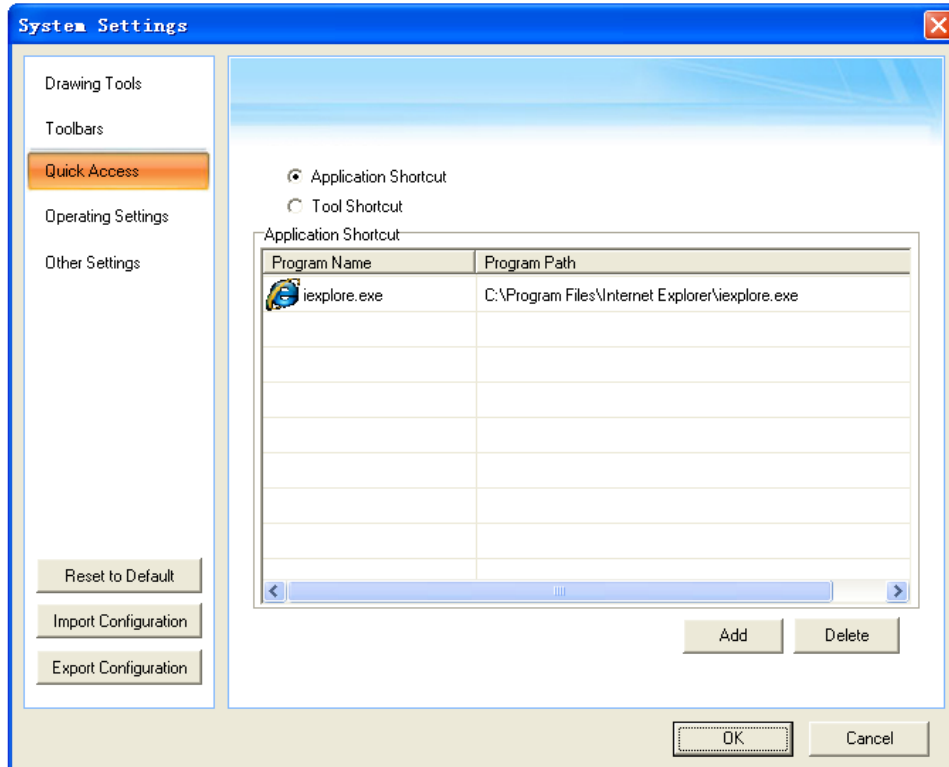 System Settings
Drawing Tools
Toolbars
Quick Access
Operating Settings
Other Settings
Reset to Default
Import Configuration
Export Configuration
Application Shortcut
Tool Shortcut
Application Shortcut
Program Name Program Path
iexplore.exe C:\Program Files\Internet Explorer\iexplore.exe
Add Delete
OK Cancel